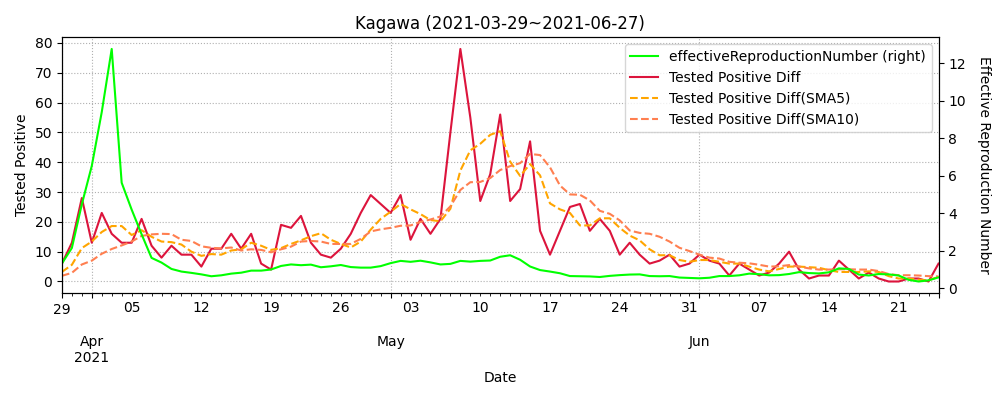 Kagawa (2021-03-29~2021-06-27)
effectiveReproductionNumber (right)
Tested Positive Diff
Tested Positive Diff(SMA5)
Tested Positive Diff(SMA10)
Tested Positive
80
70
60
50
40
30
20
10
0
Effective Reproduction Number
12
10
8
6
4
2
0
29 05 12 19 26 03 10 17 24 31 07 14 21
Apr May Jun
2021
Date